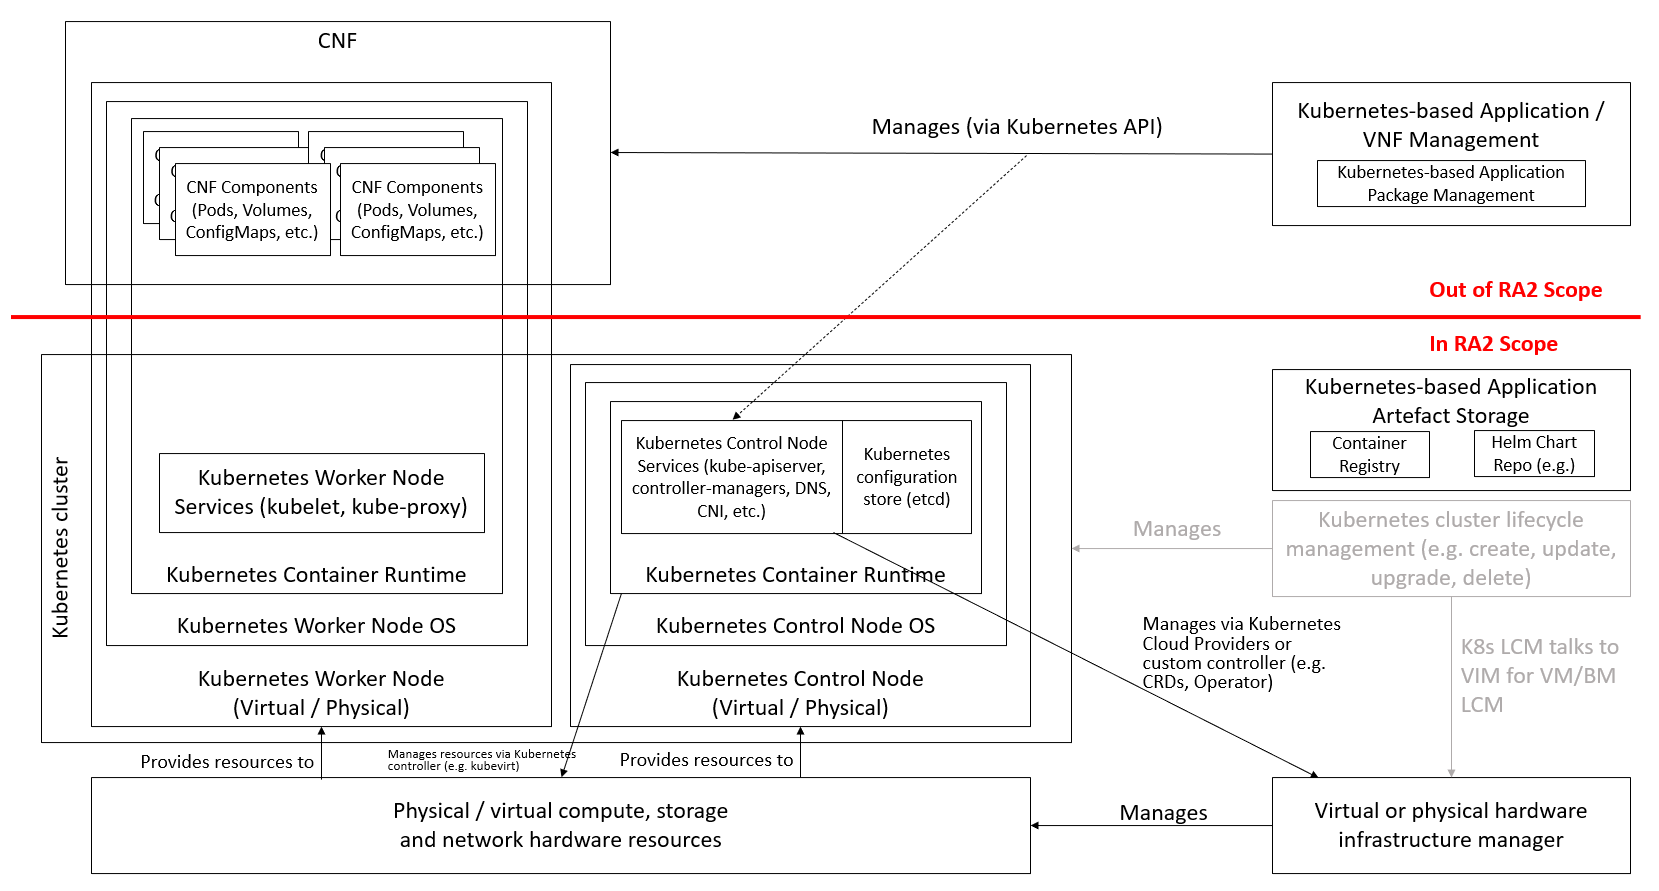 CNF
CNF Components
(Pods, Volumes,
ConfigMaps, etc.)
CNF Components
(Pods, Volumes,
ConfigMaps, etc.)
Manages (via Kubernetes API)
Kubernetes-based Application /
VNF Management
Kubernetes-based Application
Package Management
Out of RA2 Scope
In RA2 Scope
Kubernetes cluster
Kubernetes Worker Node
Services (kubelet, kube-proxy)
Kubernetes Container Runtime
Kubernetes Worker Node OS
Kubernetes Worker Node
(Virtual / Physical)
Kubernetes Control Node
Services (kube-apiserver,
controller-managers, DNS,
CNI, etc.)
Kubernetes
configuration
store (etcd)
Kubernetes Container Runtime
Kubernetes Control Node OS
Kubernetes Control Node
(Virtual / Physical)
Kubernetes-based Application
Artefact Storage
Container
Registry
Helm Chart
Repo (e.g.)
Manages
Kubernetes cluster lifecycle
management (e.g. create, update,
upgrade, delete)
Manages via Kubernetes
Cloud Providers or
custom controller (e.g.
CRDs, Operator)
K8s LCM talks to
VIM for VM/BM
LCM
Provides resources to
Manages resources via Kubernetes
controller (e.g. kubevirt)
Provides resources to
Physical / virtual compute, storage
and network hardware resources
Manages
Virtual or physical hardware
infrastructure manager